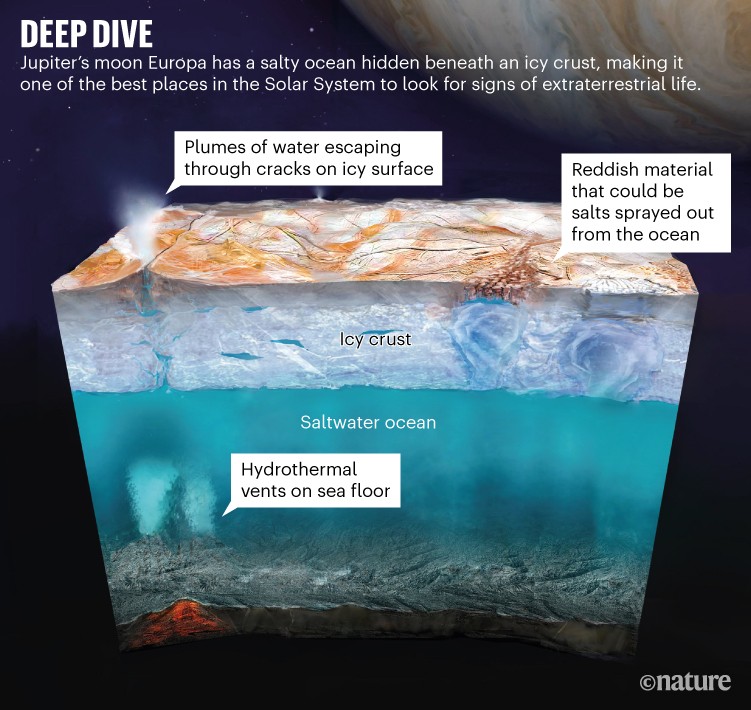 DEEP DIVE
Jupiter’s moon Europa has a salty ocean hidden beneath an icy crust, making it
one of the best places in the Solar System to look for signs of extraterrestrial life.
Plumes of water escaping
through cracks on icy surface
Reddish material
that could be
salts sprayed out
from the ocean
Icy crust
Saltwater ocean
Hydrothermal
vents on sea floor
©nature